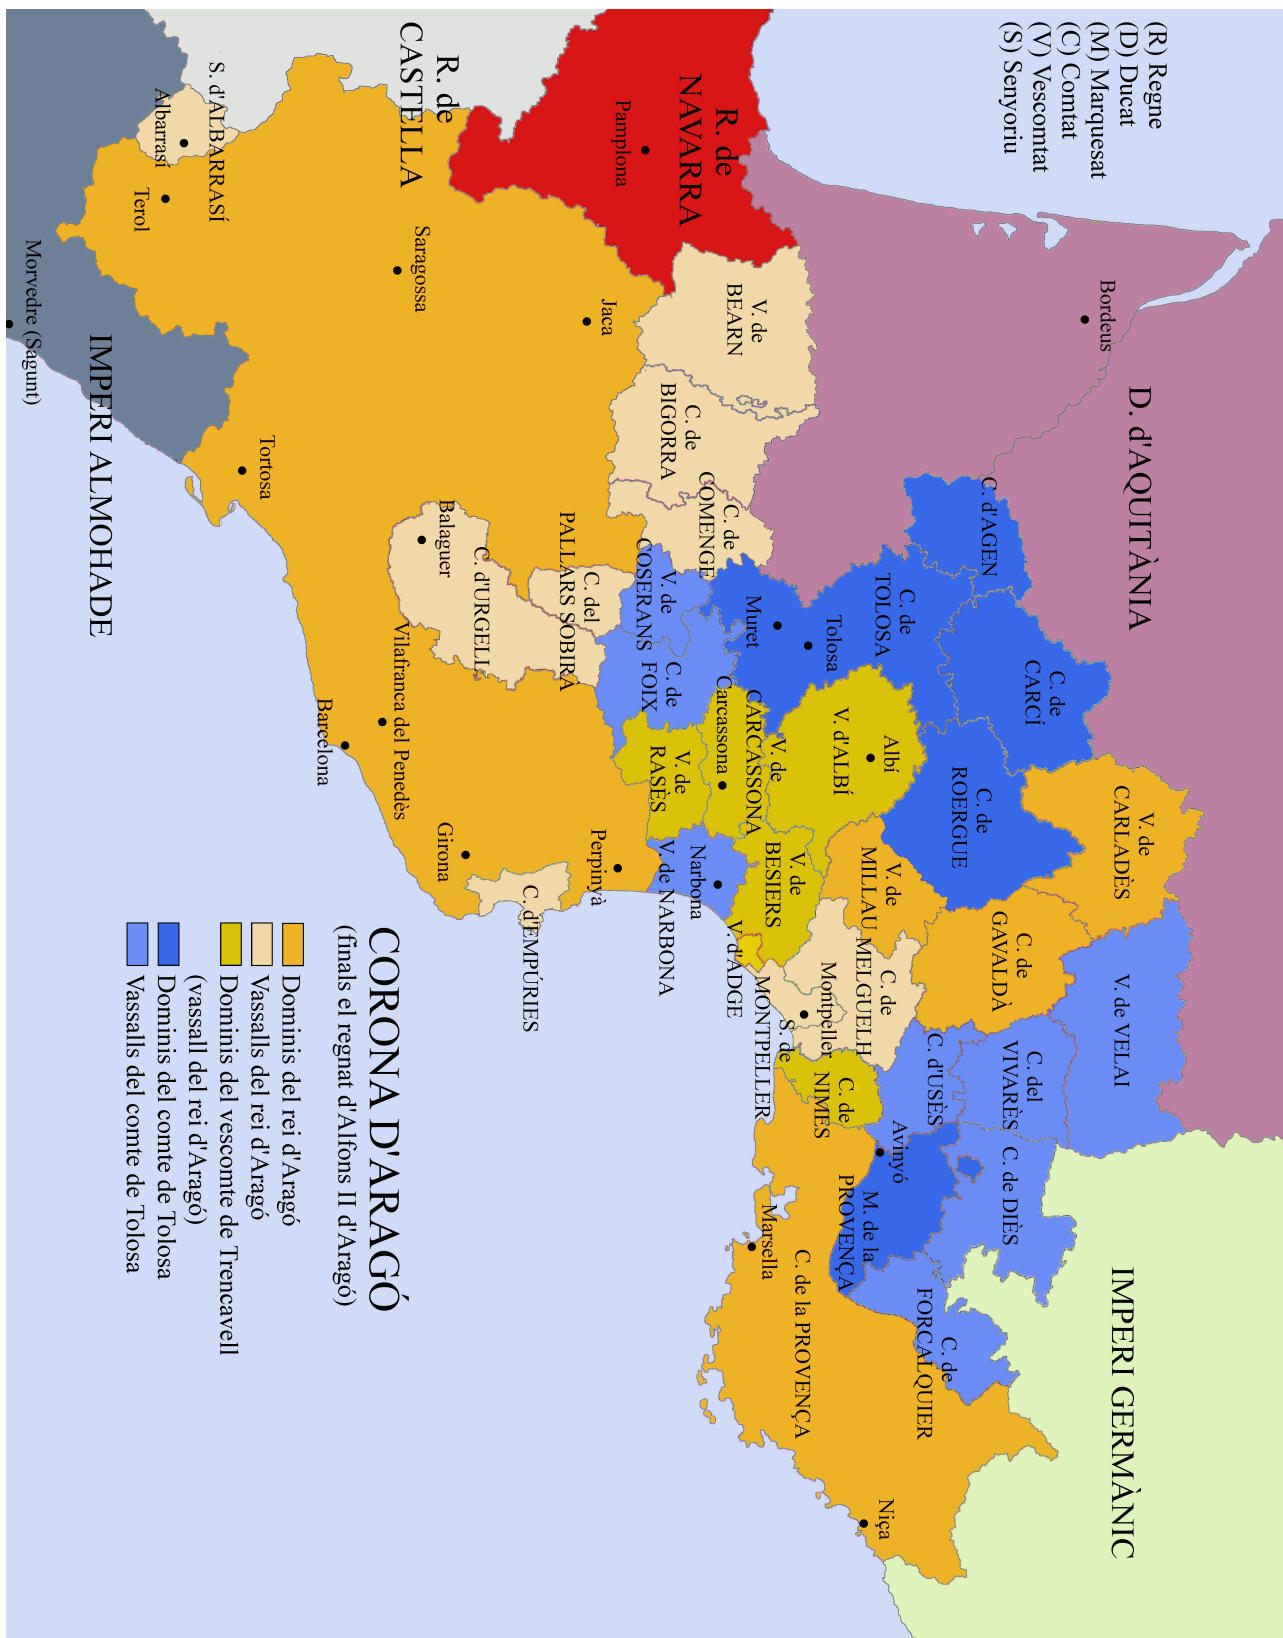 (R) Regne
(D) Ducat
(M) Marquesat
(C) Comtat
(V) Vescomtat
(S) Senyoriu
D. d'AQUITÀNIA
IMPERI GERMÀNIC
Bordeus
C. d'AGEN
C. de
CARCÍ
V. de
CARLADÈS
V. de VELAI
C. de
TOLOSA
C. de
ROERGUE
C. de
GAVALDÀ
C. del
VIVARÈS
C. de DIÈS
R. de
NAVARRA
Pamplona
V. de
BEARN
C. de
BIGORRA
C. de
COMENGE
Muret
Tolosa
Albí
V. d'ALBÍ
V. de
MILLAU
C. de
MELGUELH
C. d'USÈS
Avinyó
M. de la
PROVENÇA
C. de
FORCALQUIER
Niça
C. de la PROVENÇA
Marsella
C. de
NIMES
Montpeller
S. de
MONTPELLER
V. d'ADGE
V. de
BESIERS
V. de
CARCASSONA
Carcassona
V. de
RASÈS
Narbona
V. de NARBONA
C. de
FOIX
V. de
COSERANS
C. del
PALLARS SOBIRÀ
C. d'URGELL
Balaguer
Jaca
R. de
CASTELLA
Saragossa
Perpinyà
Girona
C. d'EMPÚRIES
Vilafranca del Penedès
Barcelona
Tortosa
S. d'ALBARRASÍ
Albarrasí
Terol
IMPERI ALMOHADE
Morvedre (Sagunt)
CORONA D'ARAGÓ
(finals el regnat d'Alfons II d'Aragó)
Dominis del rei d'Aragó
Vassalls del rei d'Aragó
Dominis del vescomte de Trencavell
(vassall del rei d'Aragó)
Dominis del comte de Tolosa
Vassalls del comte de Tolosa